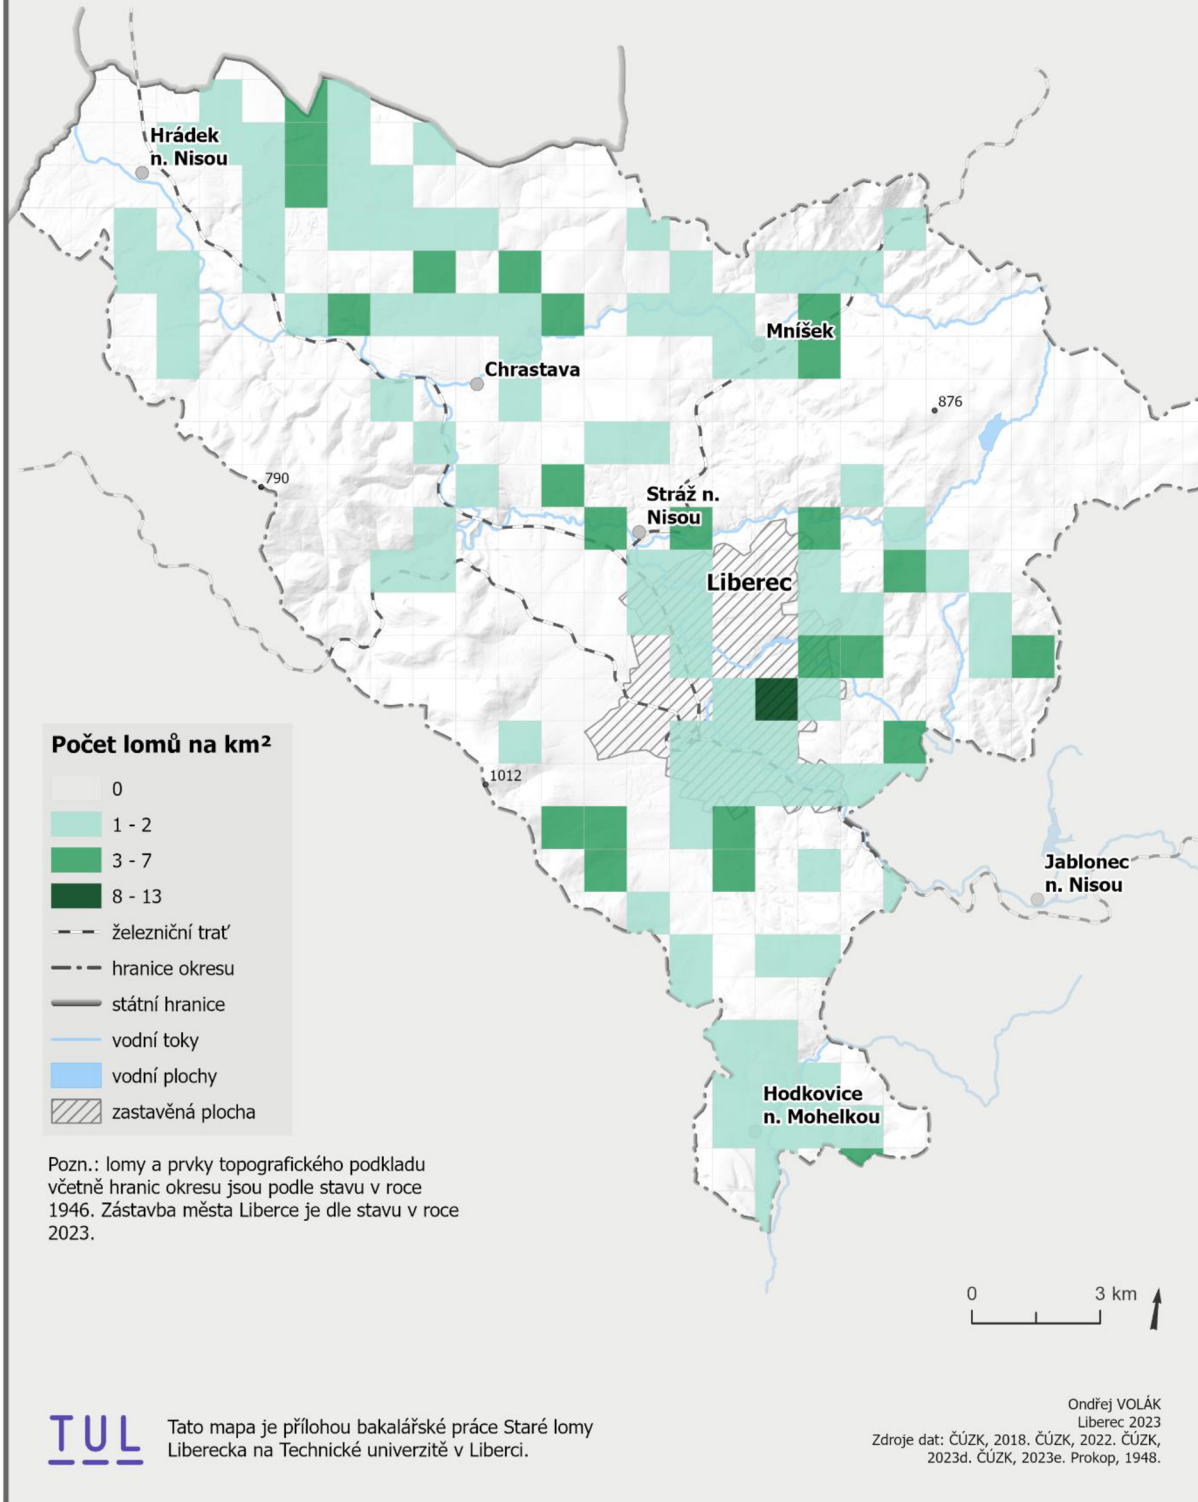 Hrádek
n. Nisou
Mníšek
Chrastava
876
790
Stráž n.
Nisou
Liberec
1012
Jablonec
n. Nisou
Hodkovice
n. Mohelkou
Počet lomů na km²
0
1 - 2
3 - 7
8 - 13
železniční trať
hranice okresu
státní hranice
vodní toky
vodní plochy
zastavěná plocha
Pozn.: lomy a prvky topografického podkladu
včetně hranic okresu jsou podle stavu v roce
1946. Zástavba města Liberce je dle stavu v roce
2023.
0 3 km
TUL
Tato mapa je přílohou bakalářské práce Staré lomy
Liberecka na Technické univerzitě v Liberci.
Ondřej VOLÁK
Liberec 2023
Zdroje dat: ČÚZK, 2018. ČÚZK, 2022. ČÚZK,
2023d. ČÚZK, 2023e. Prokop, 1948.